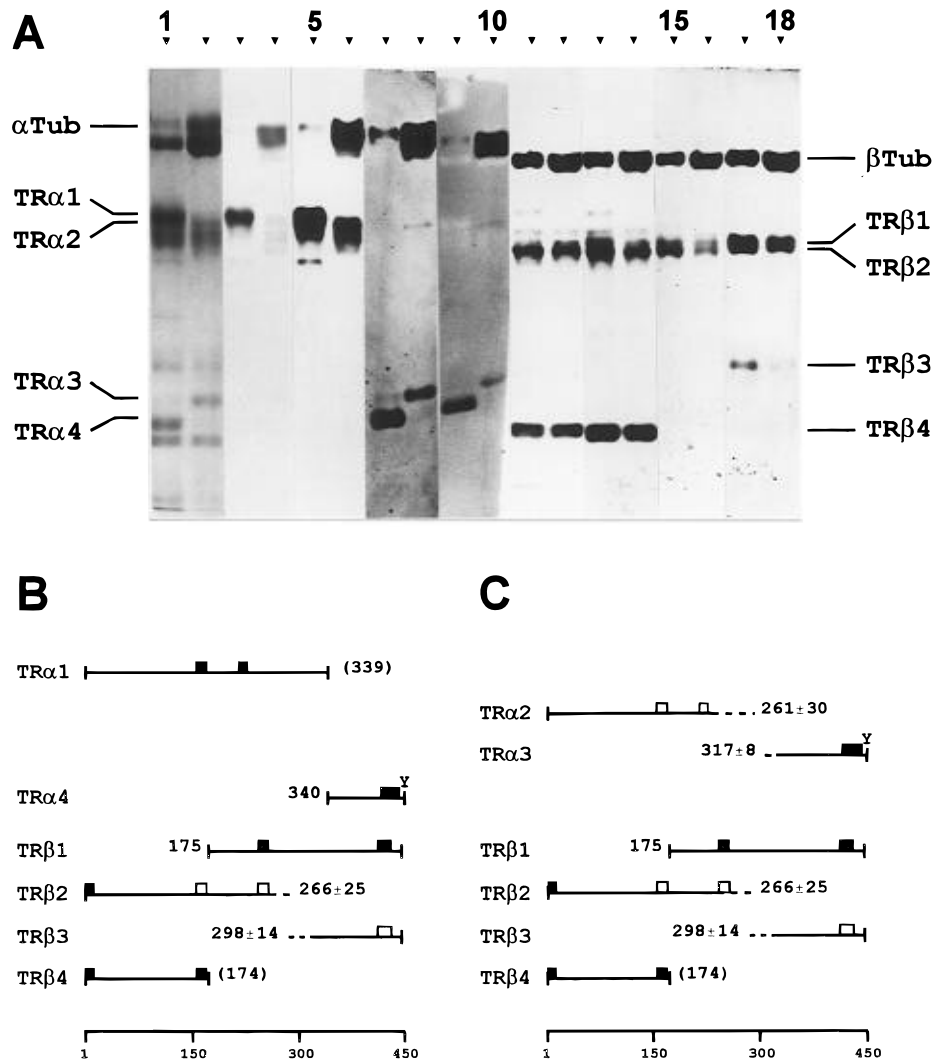 A
1 5 10 15 18
αTub
TRα1
TRα2
TRα3
TRα4
βTub
TRβ1
TRβ2
TRβ3
TRβ4
B
TRα1 (339)
TRα4 340 Y
TRβ1 175
TRβ2 266±25
TRβ3 298±14
TRβ4 (174)
1 150 300 450
C
TRα2 261±30
TRα3 317±8 Y
TRβ1 175
TRβ2 266±25
TRβ3 298±14
TRβ4 (174)
1 150 300 450